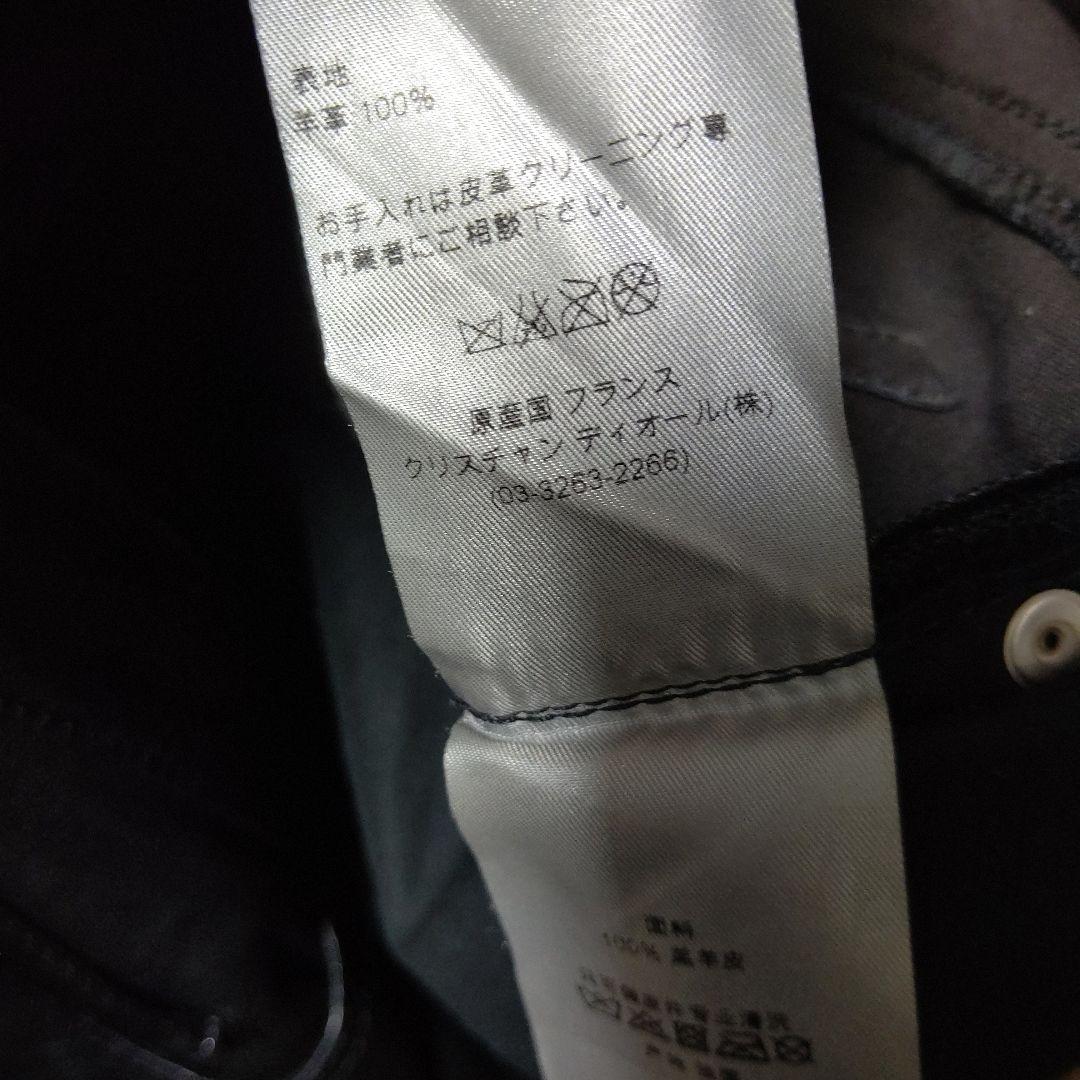 表地
羊革 100%
お手入れは皮革クリーニング専
門業者にご相談下さい。
原産国 フランス
クリスチャン ディオール(株)
(03-3263-2266)
面料
100% 羊皮